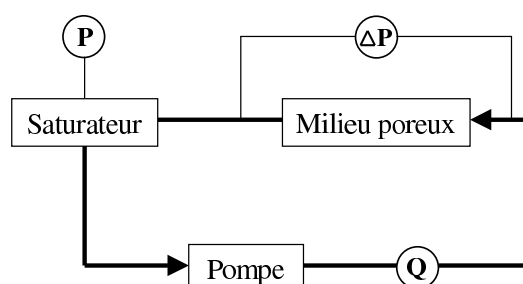 P
ΔP
Saturateur
Milieu poreux
Pompe
Q